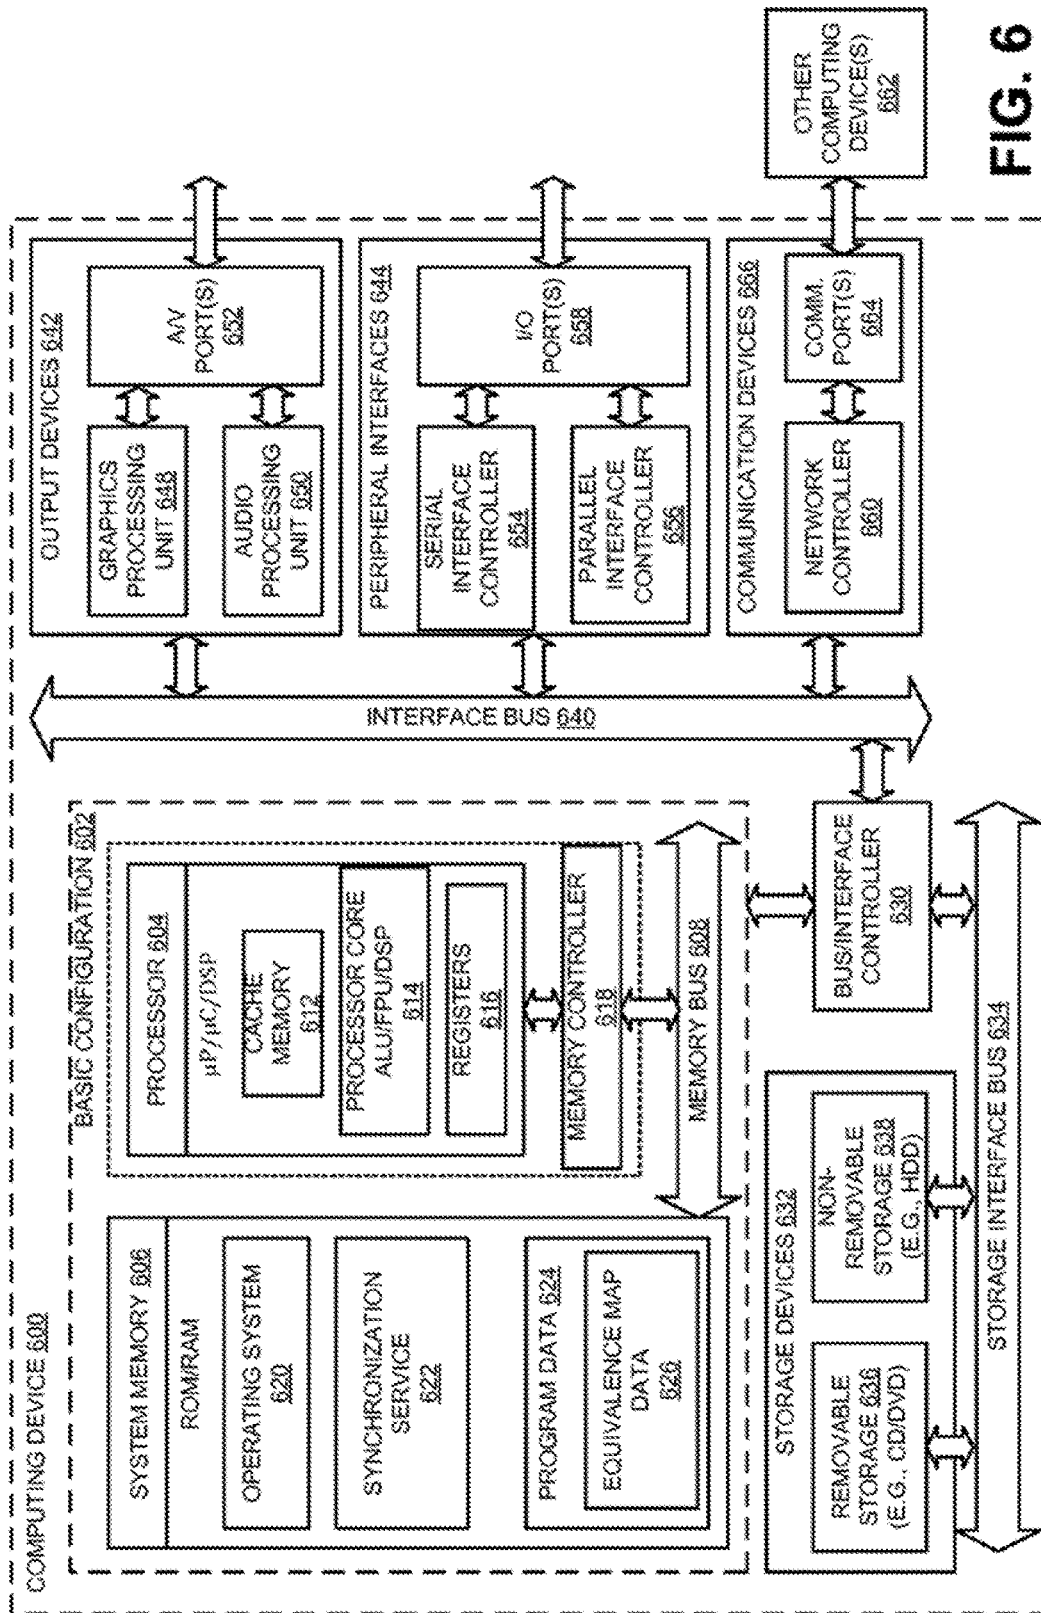 COMPUTING DEVICE 600
BASIC CONFIGURATION 602
SYSTEM MEMORY 606
ROM/RAM
OPERATING SYSTEM
620
SYNCHRONIZATION
SERVICE
622
PROGRAM DATA 624
EQUIVALENCE MAP
DATA
626
PROCESSOR 604
µP/µC/DSP
CACHE
MEMORY
612
PROCESSOR CORE
ALU/FPU/DSP
614
REGISTERS
616
MEMORY CONTROLLER
618
MEMORY BUS 608
STORAGE DEVICES 632
REMOVABLE
STORAGE 636
(E.G., CD/DVD)
NON-
REMOVABLE
STORAGE 638
(E.G., HDD)
BUS/INTERFACE
CONTROLLER
630
STORAGE INTERFACE BUS 634
INTERFACE BUS 640
OUTPUT DEVICES 642
GRAPHICS
PROCESSING
UNIT 648
AUDIO
PROCESSING
UNIT 650
A/V
PORT(S)
652
PERIPHERAL INTERFACES 644
SERIAL
INTERFACE
CONTROLLER
654
PARALLEL
INTERFACE
CONTROLLER
656
I/O
PORT(S)
658
COMMUNICATION DEVICES 666
NETWORK
CONTROLLER
660
COMM.
PORT(S)
664
OTHER
COMPUTING
DEVICE(S)
662
FIG. 6